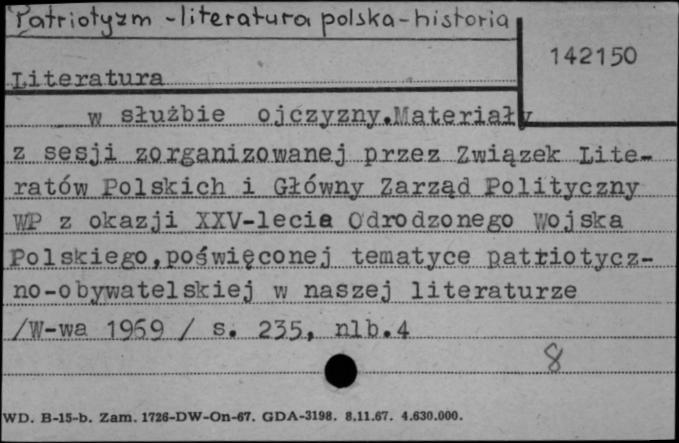 Patriotyzm - literatura polska - historia
142150
Literatura
w służbie ojczyzny.Materiały
z sesji zorganizowanej przez Związek Lite-
ratów Polskich i Główny Zarząd Polityczny
WP z okazji XXV-lecia Odrodzonego Wojska
Polskiego,poświęconej tematyce patriotycz-
no-obywatelskiej w naszej literaturze
/W-wa 1969 / s. 235, nlb.4
8
WD. B-15-b. Zam. 1726-DW-On-67. GDA-3198. 8.11.67. 4.630.000.